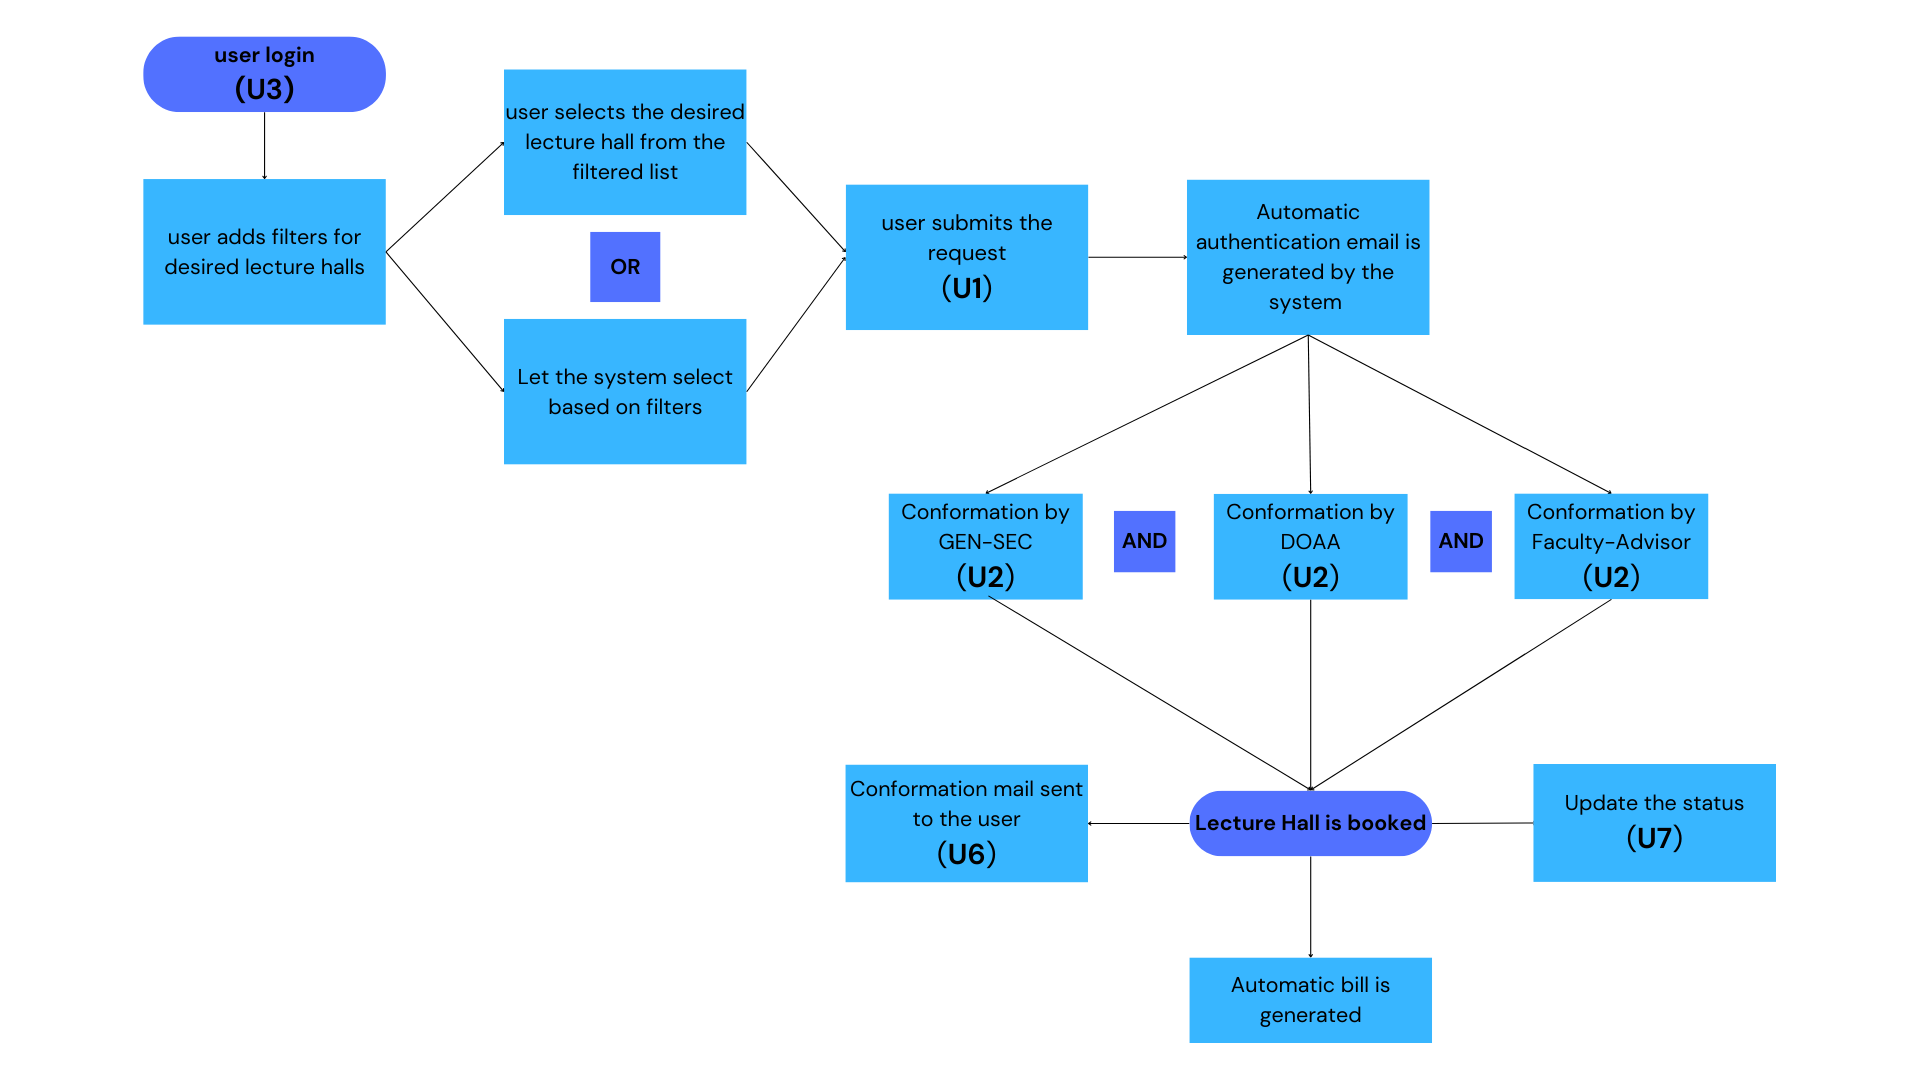 user login
(U3)
user adds filters for
desired lecture halls
user selects the desired
lecture hall from the
filtered list
OR
Let the system select
based on filters
user submits the
request
(U1)
Automatic
authentication email is
generated by the
system
Conformation by
GEN-SEC
(U2)
AND
Conformation by
DOAA
(U2)
AND
Conformation by
Faculty-Advisor
(U2)
Conformation mail sent
to the user
(U6)
Lecture Hall is booked
Update the status
(U7)
Automatic bill is
generated